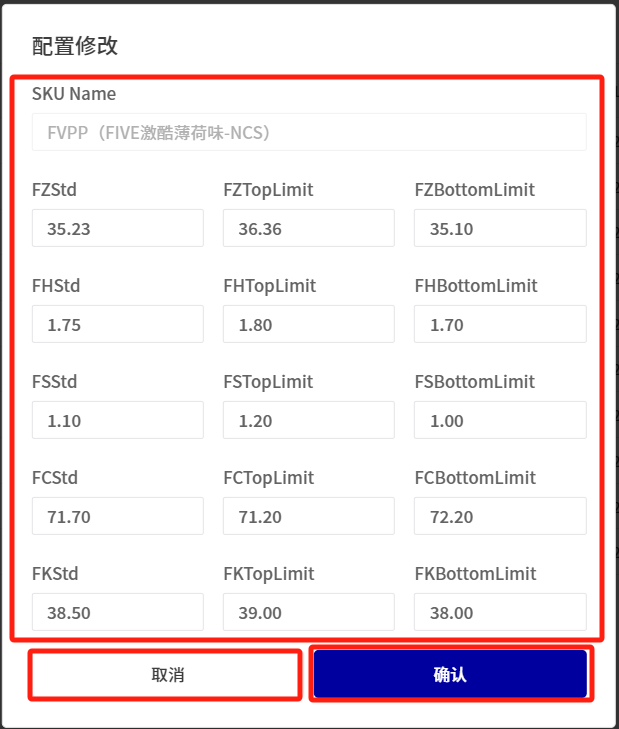 配置修改
SKU Name
FVPP（FIVE激酷薄荷味-NCS）
FZStd FZTopLimit FZBottomLimit
35.23 36.36 35.10
FHStd FHTopLimit FHBottomLimit
1.75 1.80 1.70
FSStd FSTopLimit FSBottomLimit
1.10 1.20 1.00
FCStd FCTopLimit FCBottomLimit
71.70 71.20 72.20
FKStd FKTopLimit FKBottomLimit
38.50 39.00 38.00
取消 确认